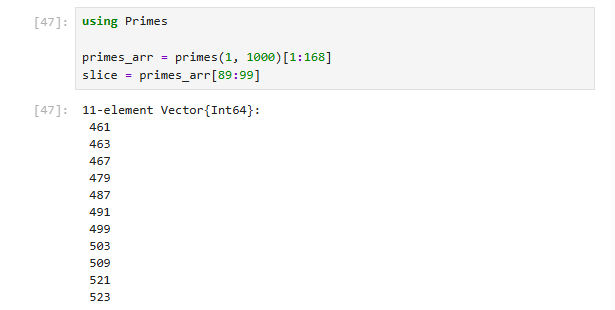 [47]: using Primes
primes_arr = primes(1, 1000)[1:168]
slice = primes_arr[89:99]
[47]: 11-element Vector{Int64}:
461
463
467
479
487
491
499
503
509
521
523